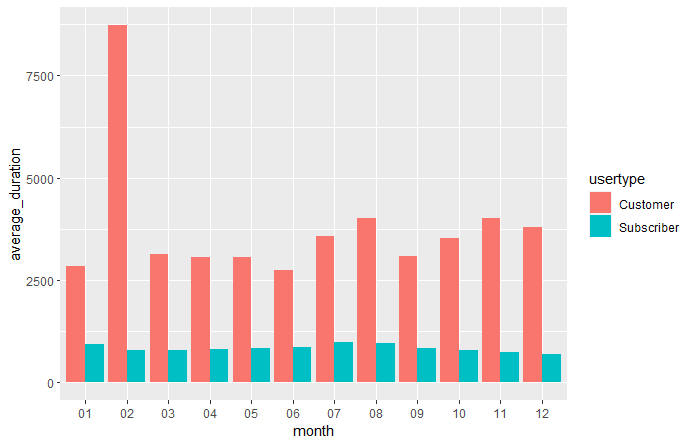 7500
5000
2500
0
average_duration
01 02 03 04 05 06 07 08 09 10 11 12
month
usertype
Customer
Subscriber